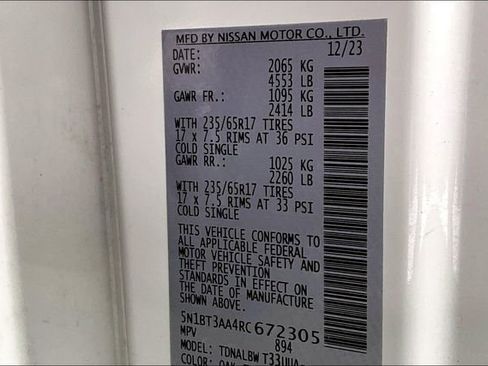 MFD BY NISSAN MOTOR CO., LTD.
DATE: 12/23
GVWR: 2065 KG
4553 LB
GAWR FR.: 1095 KG
2414 LB
WITH 235/65R17 TIRES
17 x 7.5 RIMS AT 36 PSI
COLD SINGLE
GAWR RR.: 1025 KG
2260 LB
WITH 235/65R17 TIRES
17 x 7.5 RIMS AT 33 PSI
COLD SINGLE
THIS VEHICLE CONFORMS TO
ALL APPLICABLE FEDERAL
MOTOR VEHICLE SAFETY AND
THEFT PREVENTION
STANDARDS IN EFFECT ON
THE DATE OF MANUFACTURE
SHOWN ABOVE.
5N1BT3AA4RC672305
MPV 894
MODEL: TDNALBW
COLOR: